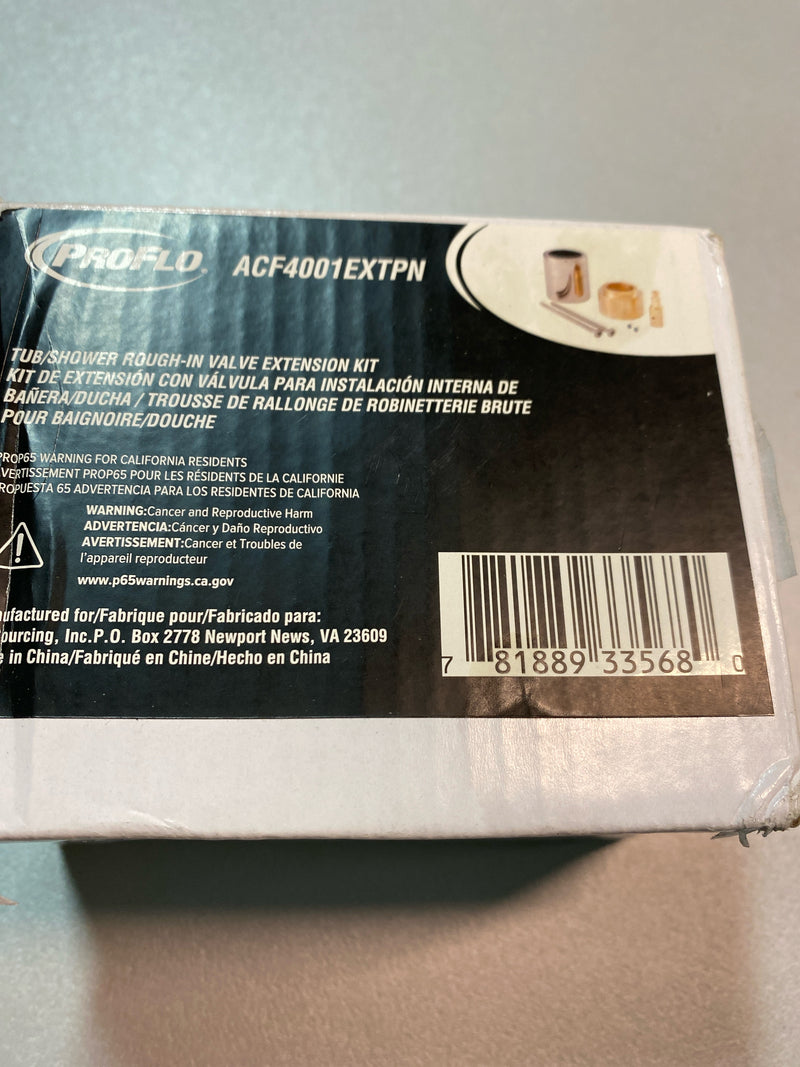 PROFLO® ACF4001EXTPN
TUB/SHOWER ROUGH-IN VALVE EXTENSION KIT
KIT DE EXTENSIÓN CON VÁLVULA PARA INSTALACIÓN INTERNA DE
BAÑERA/DUCHA / TROUSSE DE RALLONGE DE ROBINETTERIE BRUTE
POUR BAIGNOIRE/DOUCHE
PROP65 WARNING FOR CALIFORNIA RESIDENTS
VERTISSEMENT PROP65 POUR LES RÉSIDENTS DE LA CALIFORNIE
ROPUESTA 65 ADVERTENCIA PARA LOS RESIDENTES DE CALIFORNIA
WARNING:Cancer and Reproductive Harm
ADVERTENCIA:Cáncer y Daño Reproductivo
AVERTISSEMENT:Cancer et Troubles de
l'appareil reproducteur
www.p65warnings.ca.gov
ufactured for/Fabrique pour/Fabricado para:
ourcing, Inc.P.O. Box 2778 Newport News, VA 23609
e in China/Fabriqué en Chine/Hecho en China
7 81889 33568 0